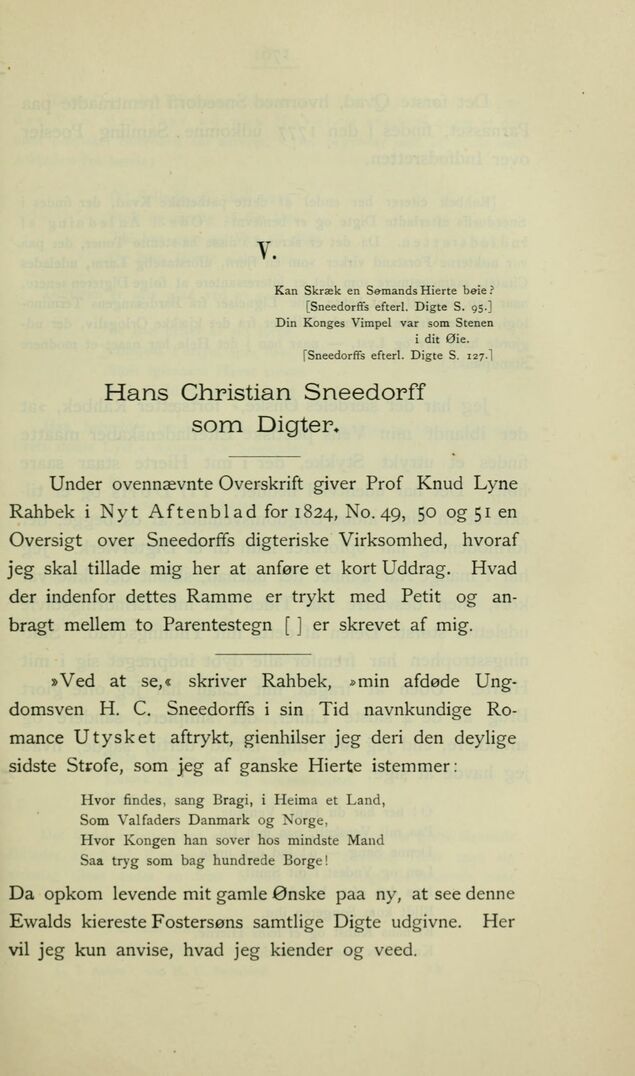 V.
Kan Skræk en Sømands Hierte bøie?
[Sneedorffs efterl. Digte S. 95.]
Din Konges Vimpel var som Stenen
i dit Øie.
[Sneedorffs efterl. Digte S. 127.]
Hans Christian Sneedorff
som Digter.
Under ovennævnte Overskrift giver Prof Knud Lyne
Rahbek i Nyt Aftenblad for 1824, No. 49, 50 og 51 en
Oversigt over Sneedorffs digteriske Virksomhed, hvoraf
jeg skal tillade mig her at anføre et kort Uddrag. Hvad
der indenfor dettes Ramme er trykt med Petit og an-
bragt mellem to Parentestegn [ ] er skrevet af mig.
»Ved at se,« skriver Rahbek, »min afdøde Ung-
domsven H. C. Sneedorffs i sin Tid navnkundige Ro-
mance Utysket aftrykt, gienhilser jeg deri den deylige
sidste Strofe, som jeg af ganske Hierte istemmer:
Hvor findes, sang Bragi, i Heima et Land,
Som Valfaders Danmark og Norge,
Hvor Kongen han sover hos mindste Mand
Saa tryg som bag hundrede Borge!
Da opkom levende mit gamle Ønske paa ny, at see denne
Ewalds kiereste Fostersøns samtlige Digte udgivne. Her
vil jeg kun anvise, hvad jeg kiender og veed.